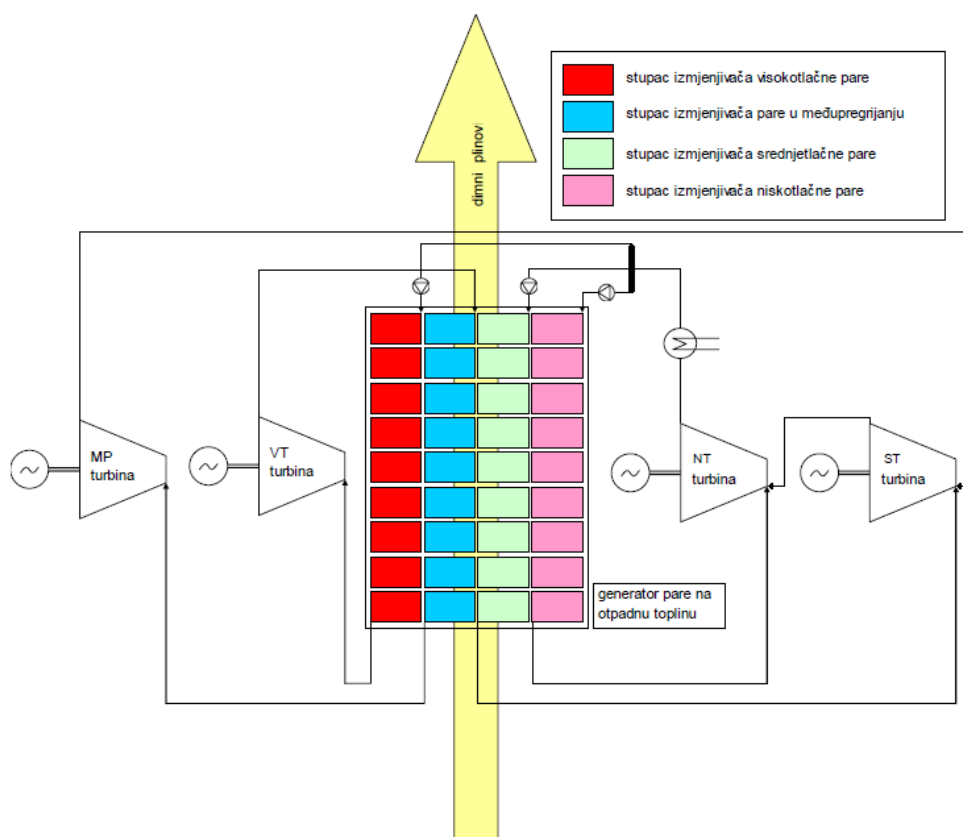 stupac izmjenjivača visokotlačne pare
stupac izmjenjivača pare u međupregrijanju
stupac izmjenjivača srednjetlačne pare
stupac izmjenjivača niskotlačne pare
dimni plinovi
MP
turbina
VT
turbina
NT
turbina
ST
turbina
generator pare na
otpadnu toplinu